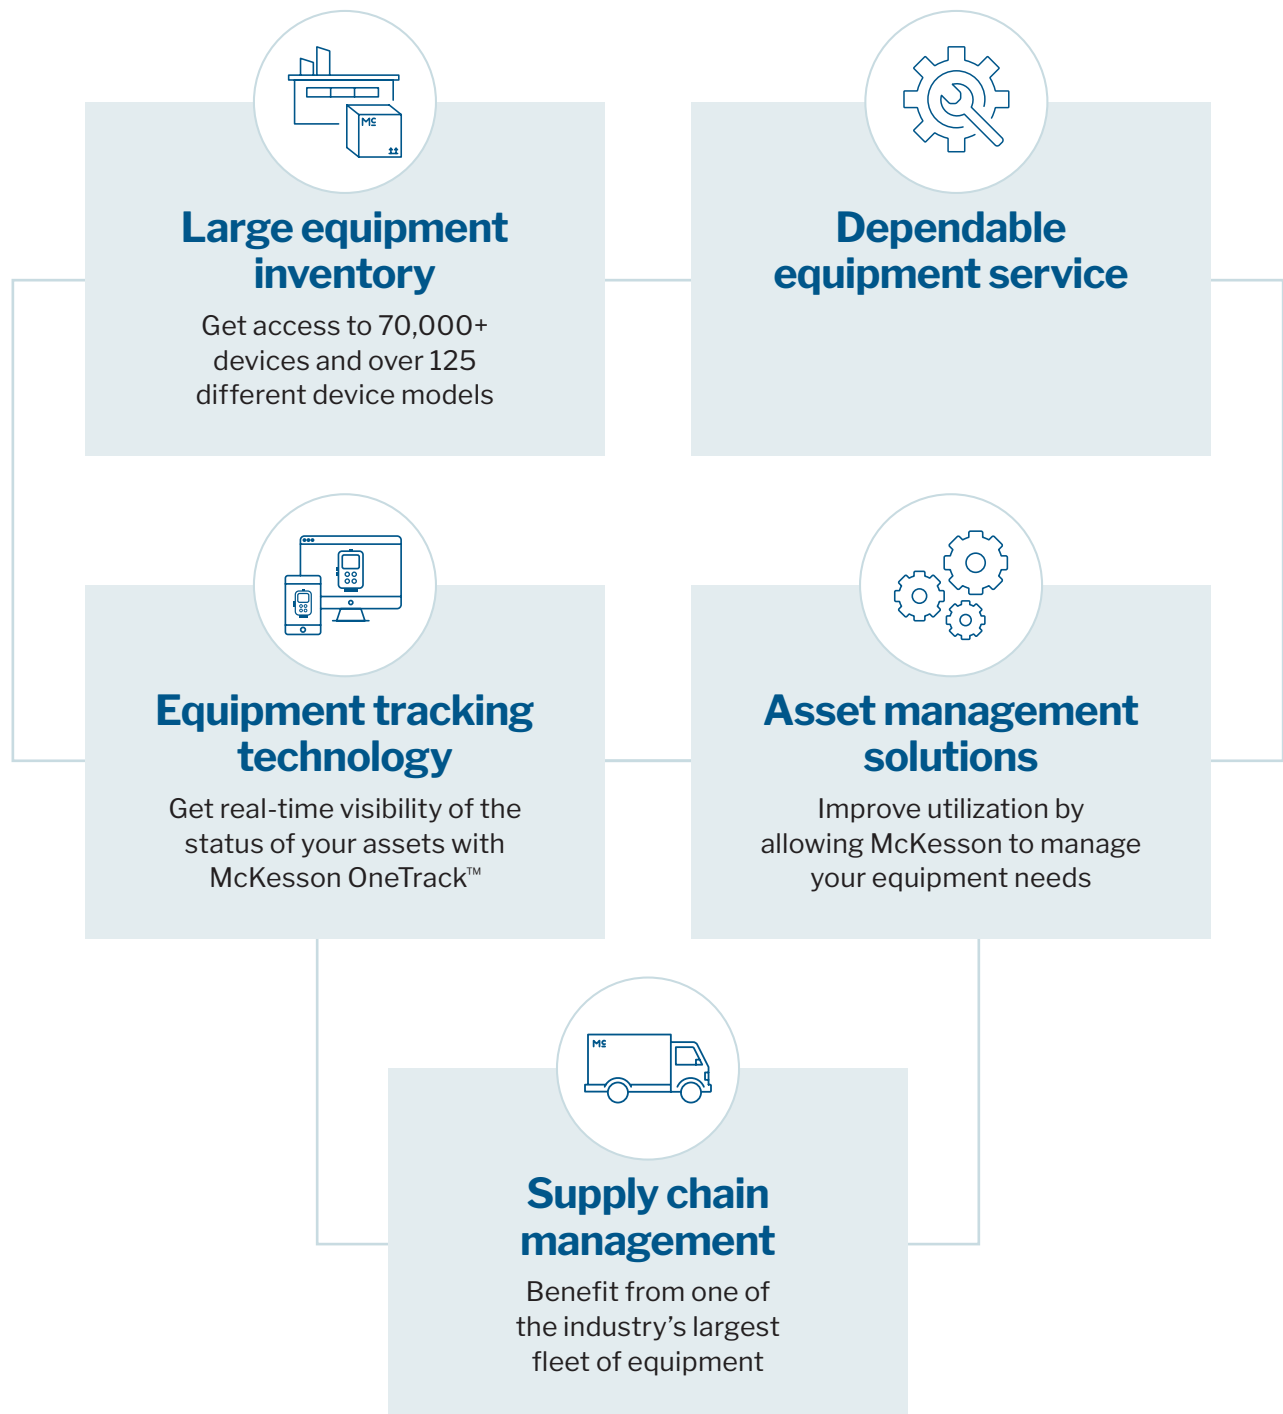 Mc
Large equipment
inventory
Get access to 70,000+
devices and over 125
different device models
Dependable
equipment service
Equipment tracking
technology
Get real-time visibility of the
status of your assets with
McKesson OneTrack™
Asset management
solutions
Improve utilization by
allowing McKesson to manage
your equipment needs
Mc
Supply chain
management
Benefit from one of
the industry’s largest
fleet of equipment